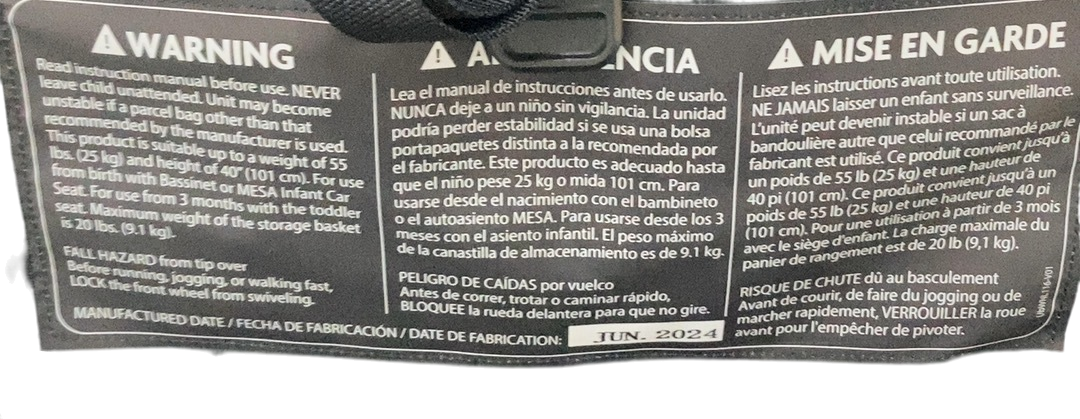 ⚠WARNING
Read instruction manual before use. NEVER
leave child unattended. Unit may become
unstable if a parcel bag other than that
recommended by the manufacturer is used.
This product is suitable up to a weight of 55
lbs. (25 kg) and height of 40" (101 cm). For use
from birth with Bassinet or MESA Infant Car
Seat. For use from 3 months with the toddler
seat. Maximum weight of the storage basket
is 20 lbs. (9.1 kg).
FALL HAZARD from tip over
Before running, jogging, or walking fast,
LOCK the front wheel from swiveling.
⚠ A NCIA
Lea el manual de instrucciones antes de usarlo.
NUNCA deje a un niño sin vigilancia. La unidad
podría perder estabilidad si se usa una bolsa
portapaquetes distinta a la recomendada por
el fabricante. Este producto es adecuado hasta
que el niño pese 25 kg o mida 101 cm. Para
usarse desde el nacimiento con el bambineto
o el autoasiento MESA. Para usarse desde los 3
meses con el asiento infantil. El peso máximo
de la canastilla de almacenamiento es de 9.1 kg.
PELIGRO DE CAÍDAS por vuelco
Antes de correr, trotar o caminar rápido,
BLOQUEE la rueda delantera para que no gire.
⚠ MISE EN GARDE
Lisez les instructions avant toute utilisation.
NE JAMAIS laisser un enfant sans surveillance.
L'unité peut devenir instable si un sac à
bandoulière autre que celui recommandé par le
fabricant est utilisé. Ce produit convient jusqu'à
un poids de 55 lb (25 kg) et une hauteur de
40 pi (101 cm). Ce produit convient jusqu'à un
poids de 55 lb (25 kg) et une hauteur de 40 pi
(101 cm). Pour une utilisation à partir de 3 mois
avec le siège d'enfant. La charge maximale du
panier de rangement est de 20 lb (9,1 kg).
RISQUE DE CHUTE dû au basculement
Avant de courir, de faire du jogging ou de
marcher rapidement, VERROUILLER la roue
avant pour l'empêcher de pivoter.
MANUFACTURED DATE / FECHA DE FABRICACIÓN / DATE DE FABRICATION: JUN. 2024